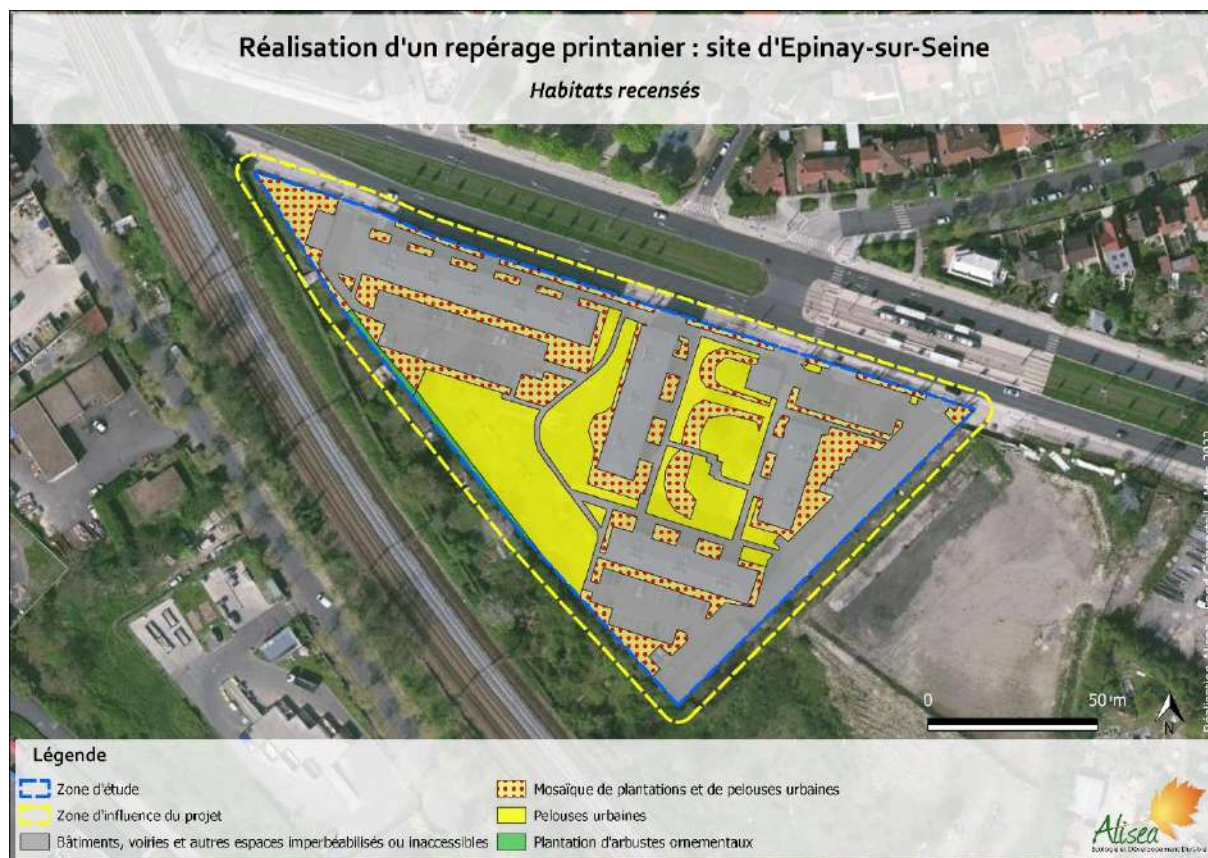 Réalisation d'un repérage printanier : site d'Epinay-sur-Seine
Habitats recensés
0 50 m
N
Légende
Zone d'étude
Zone d'influence du projet
Bâtiments, voiries et autres espaces imperbéabilisés ou inaccessibles
Mosaïque de plantations et de pelouses urbaines
Pelouses urbaines
Plantation d'arbustes ornementaux
Alisea